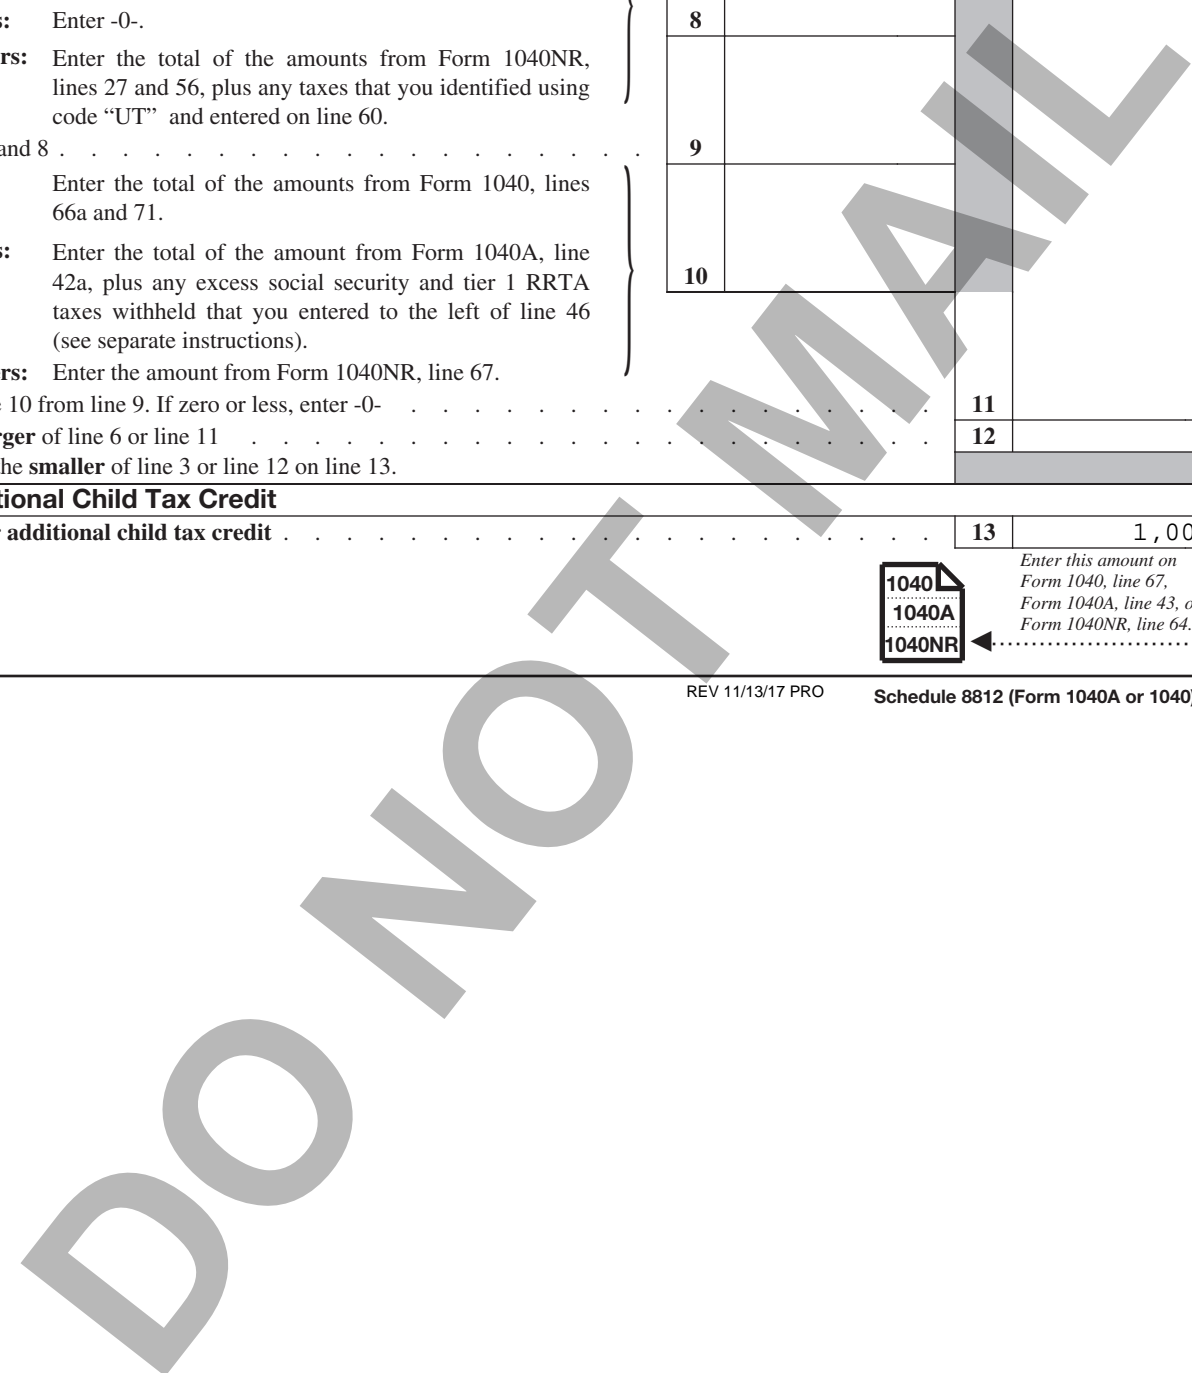 s: Enter -0-.
8
rs: Enter the total of the amounts from Form 1040NR,
lines 27 and 56, plus any taxes that you identified using
code “UT” and entered on line 60.
and 8 . . . . . . . . . . . . . . . . . . . 9
Enter the total of the amounts from Form 1040, lines
66a and 71.
s: Enter the total of the amount from Form 1040A, line
42a, plus any excess social security and tier 1 RRTA
taxes withheld that you entered to the left of line 46
(see separate instructions).
10
ers: Enter the amount from Form 1040NR, line 67.
e 10 from line 9. If zero or less, enter -0- . . . . . . . . . . . . . . . . . 11
rger of line 6 or line 11 . . . . . . . . . . . . . . . . . . . . . . 12
the smaller of line 3 or line 12 on line 13.
tional Child Tax Credit
r additional child tax credit . . . . . . . . . . . . . . . . . . . . . 13 1,00
Enter this amount on
Form 1040, line 67,
Form 1040A, line 43, o
Form 1040NR, line 64.
1040
1040A
1040NR
REV 11/13/17 PRO
Schedule 8812 (Form 1040A or 1040)
DO NOT MAIL